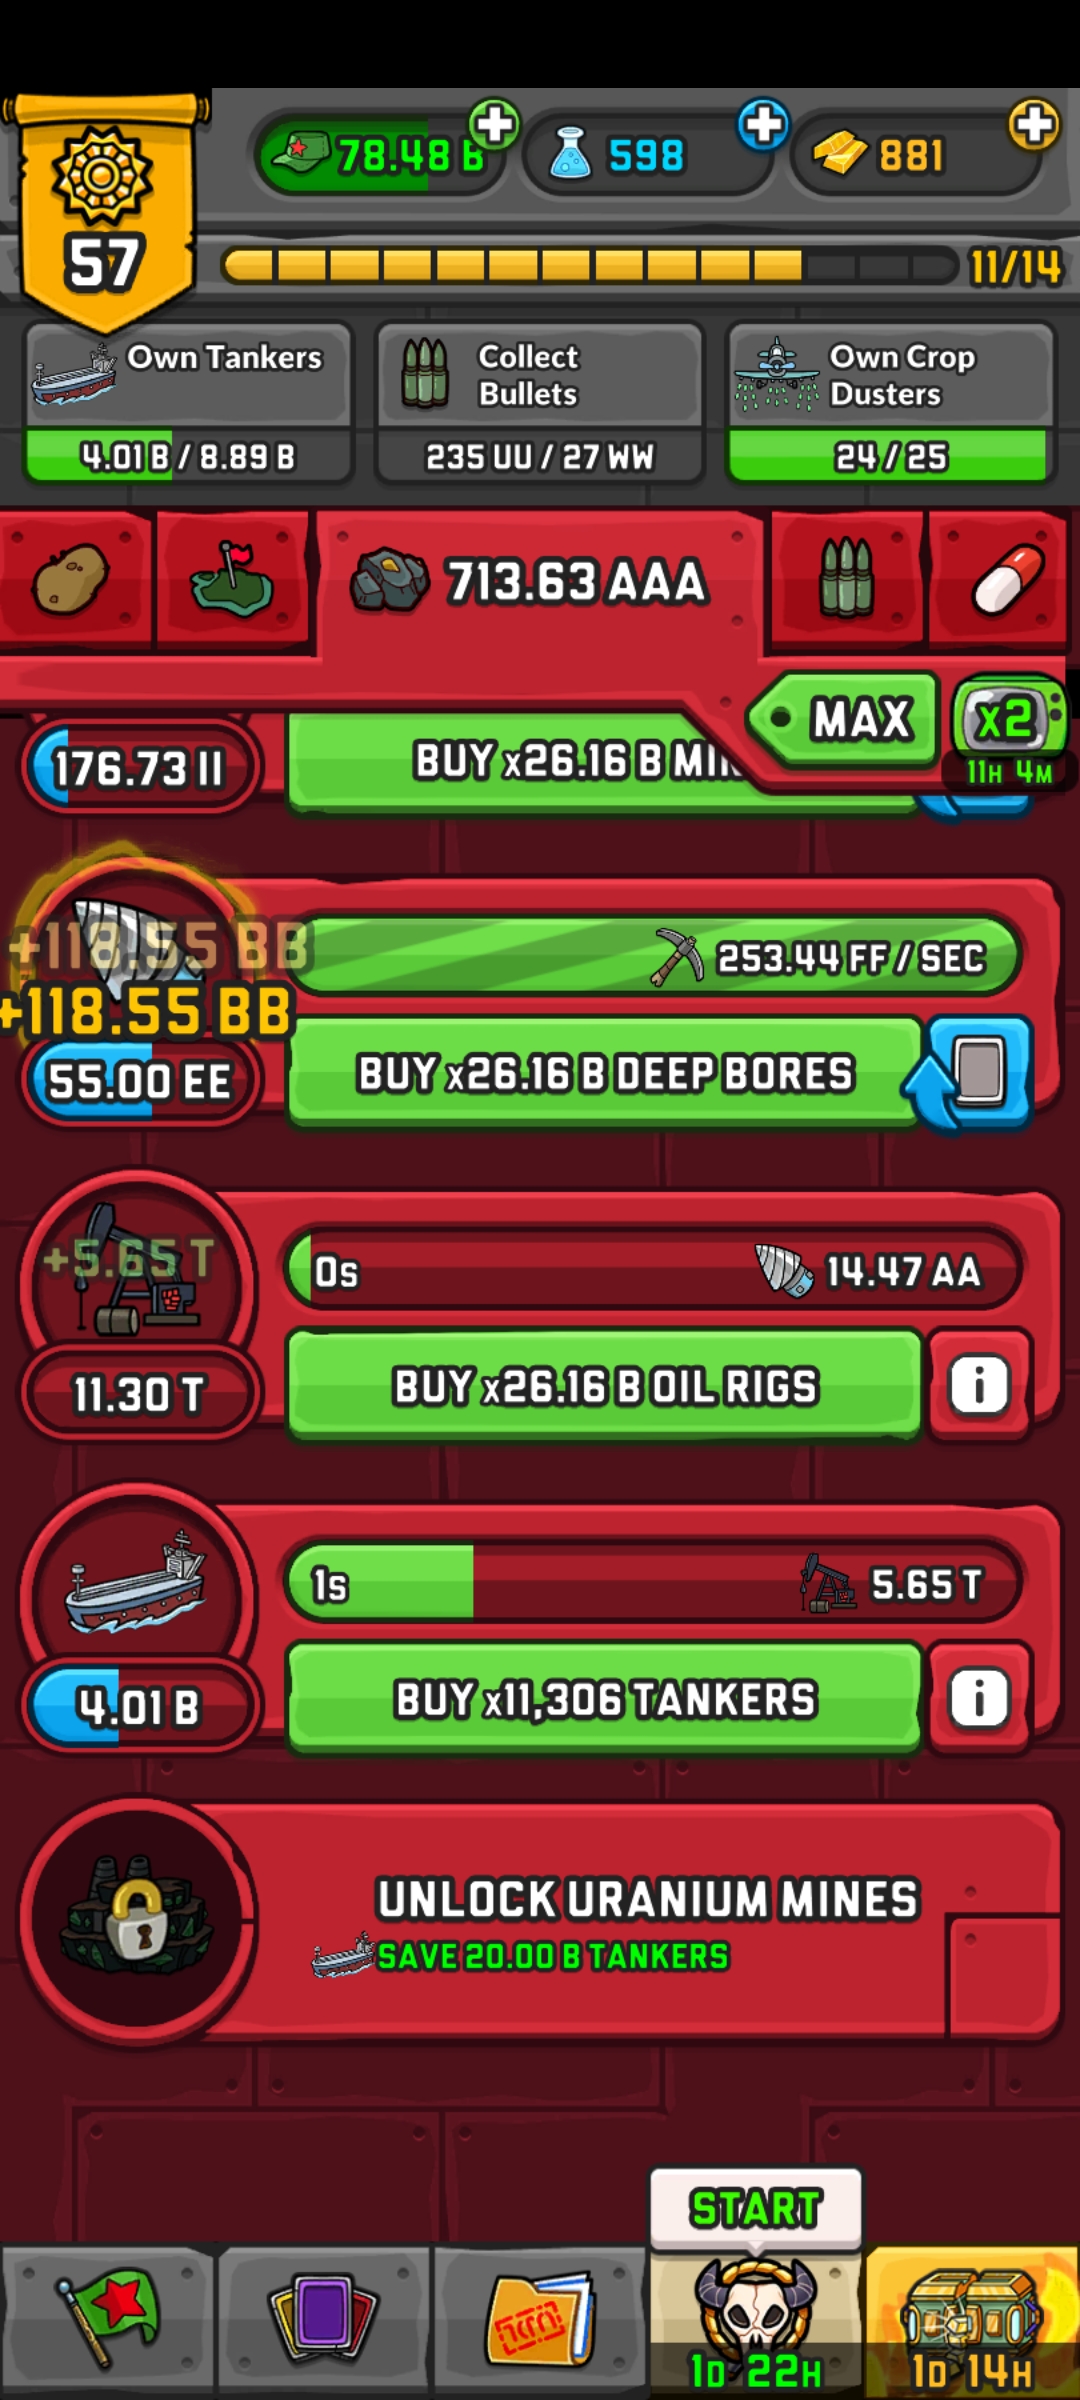 78.48 B
598
881
57
11/14
Own Tankers
4.01 B / 8.89 B
Collect
Bullets
235 UU / 27 WW
Own Crop
Dusters
24 / 25
713.63 AAA
MAX
x2
11H 4M
176.73 II
BUY x26.16 B
+118.55 BB
+118.55 BB
253.44 FF / SEC
55.00 EE
BUY x26.16 B DEEP BORES
+5.65 T
0s
14.47 AA
11.30 T
BUY x26.16 B OIL RIGS
1s
5.65 T
4.01 B
BUY x11,306 TANKERS
UNLOCK URANIUM MINES
SAVE 20.00 B TANKERS
START
1D 22H
1D 14H